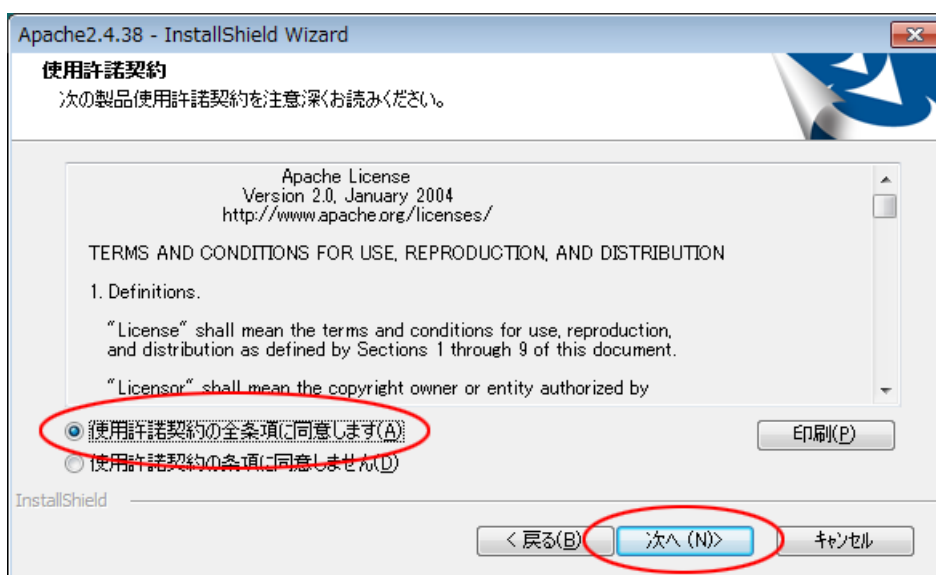 Apache2.4.38 - InstallShield Wizard
使用許諾契約
次の製品使用許諾契約を注意深くお読みください。
Apache License
Version 2.0, January 2004
http://www.apache.org/licenses/
TERMS AND CONDITIONS FOR USE, REPRODUCTION, AND DISTRIBUTION
1. Definitions.
"License" shall mean the terms and conditions for use, reproduction,
and distribution as defined by Sections 1 through 9 of this document.
"Licensor" shall mean the copyright owner or entity authorized by
使用許諾契約の全条項に同意します(A)
印刷(P)
使用許諾契約の条項に同意しません(D)
InstallShield
< 戻る(B)
次へ (N)>
キャンセル